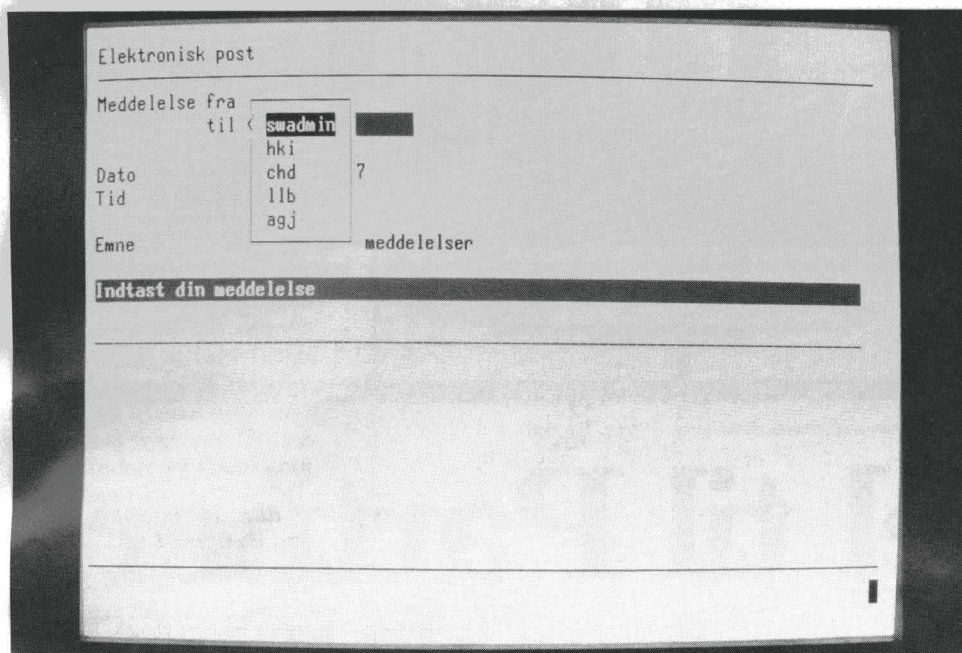 Elektronisk post
Meddelelse fra
til < swadmin
hki
Dato chd 7
Tid llb
agj
Emne meddelelser
Indtast din meddelelse